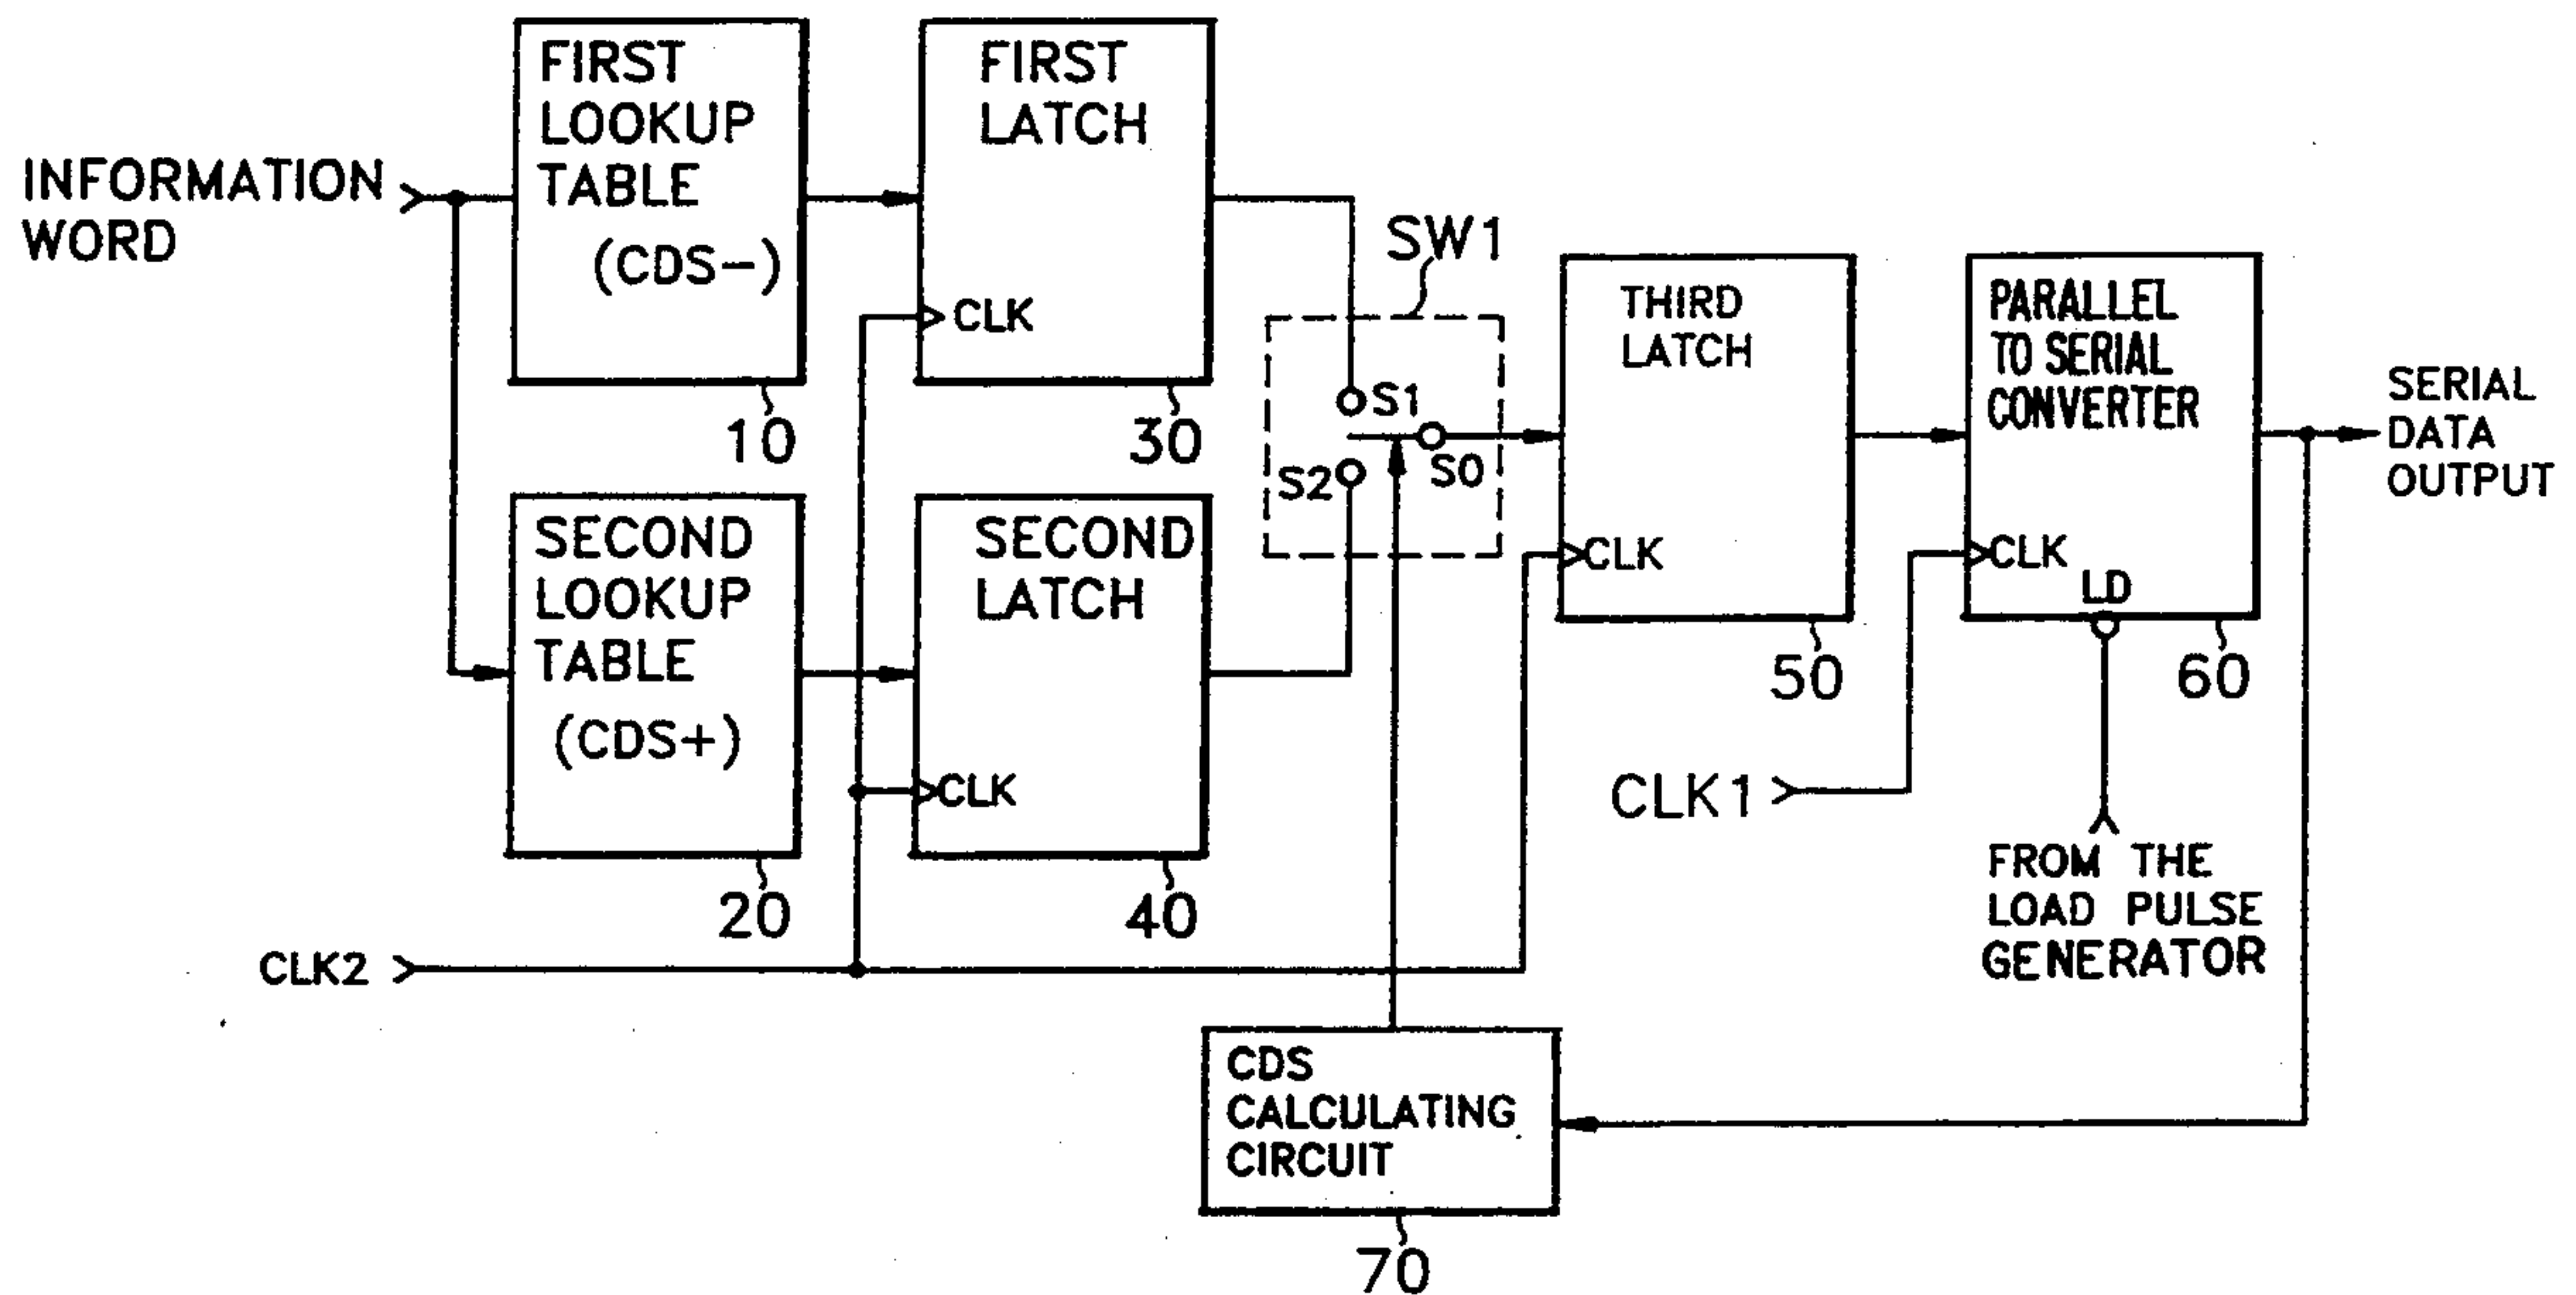 INFORMATION
WORD
FIRST
LOOKUP
TABLE
(CDS-)
10
FIRST
LATCH
CLK
30
SECOND
LOOKUP
TABLE
(CDS+)
20
SECOND
LATCH
CLK
40
CLK2
SW1
S1
S2
S0
THIRD
LATCH
CLK
50
PARALLEL
TO SERIAL
CONVERTER
CLK
LD
60
SERIAL
DATA
OUTPUT
CLK1
FROM THE
LOAD PULSE
GENERATOR
CDS
CALCULATING
CIRCUIT
70